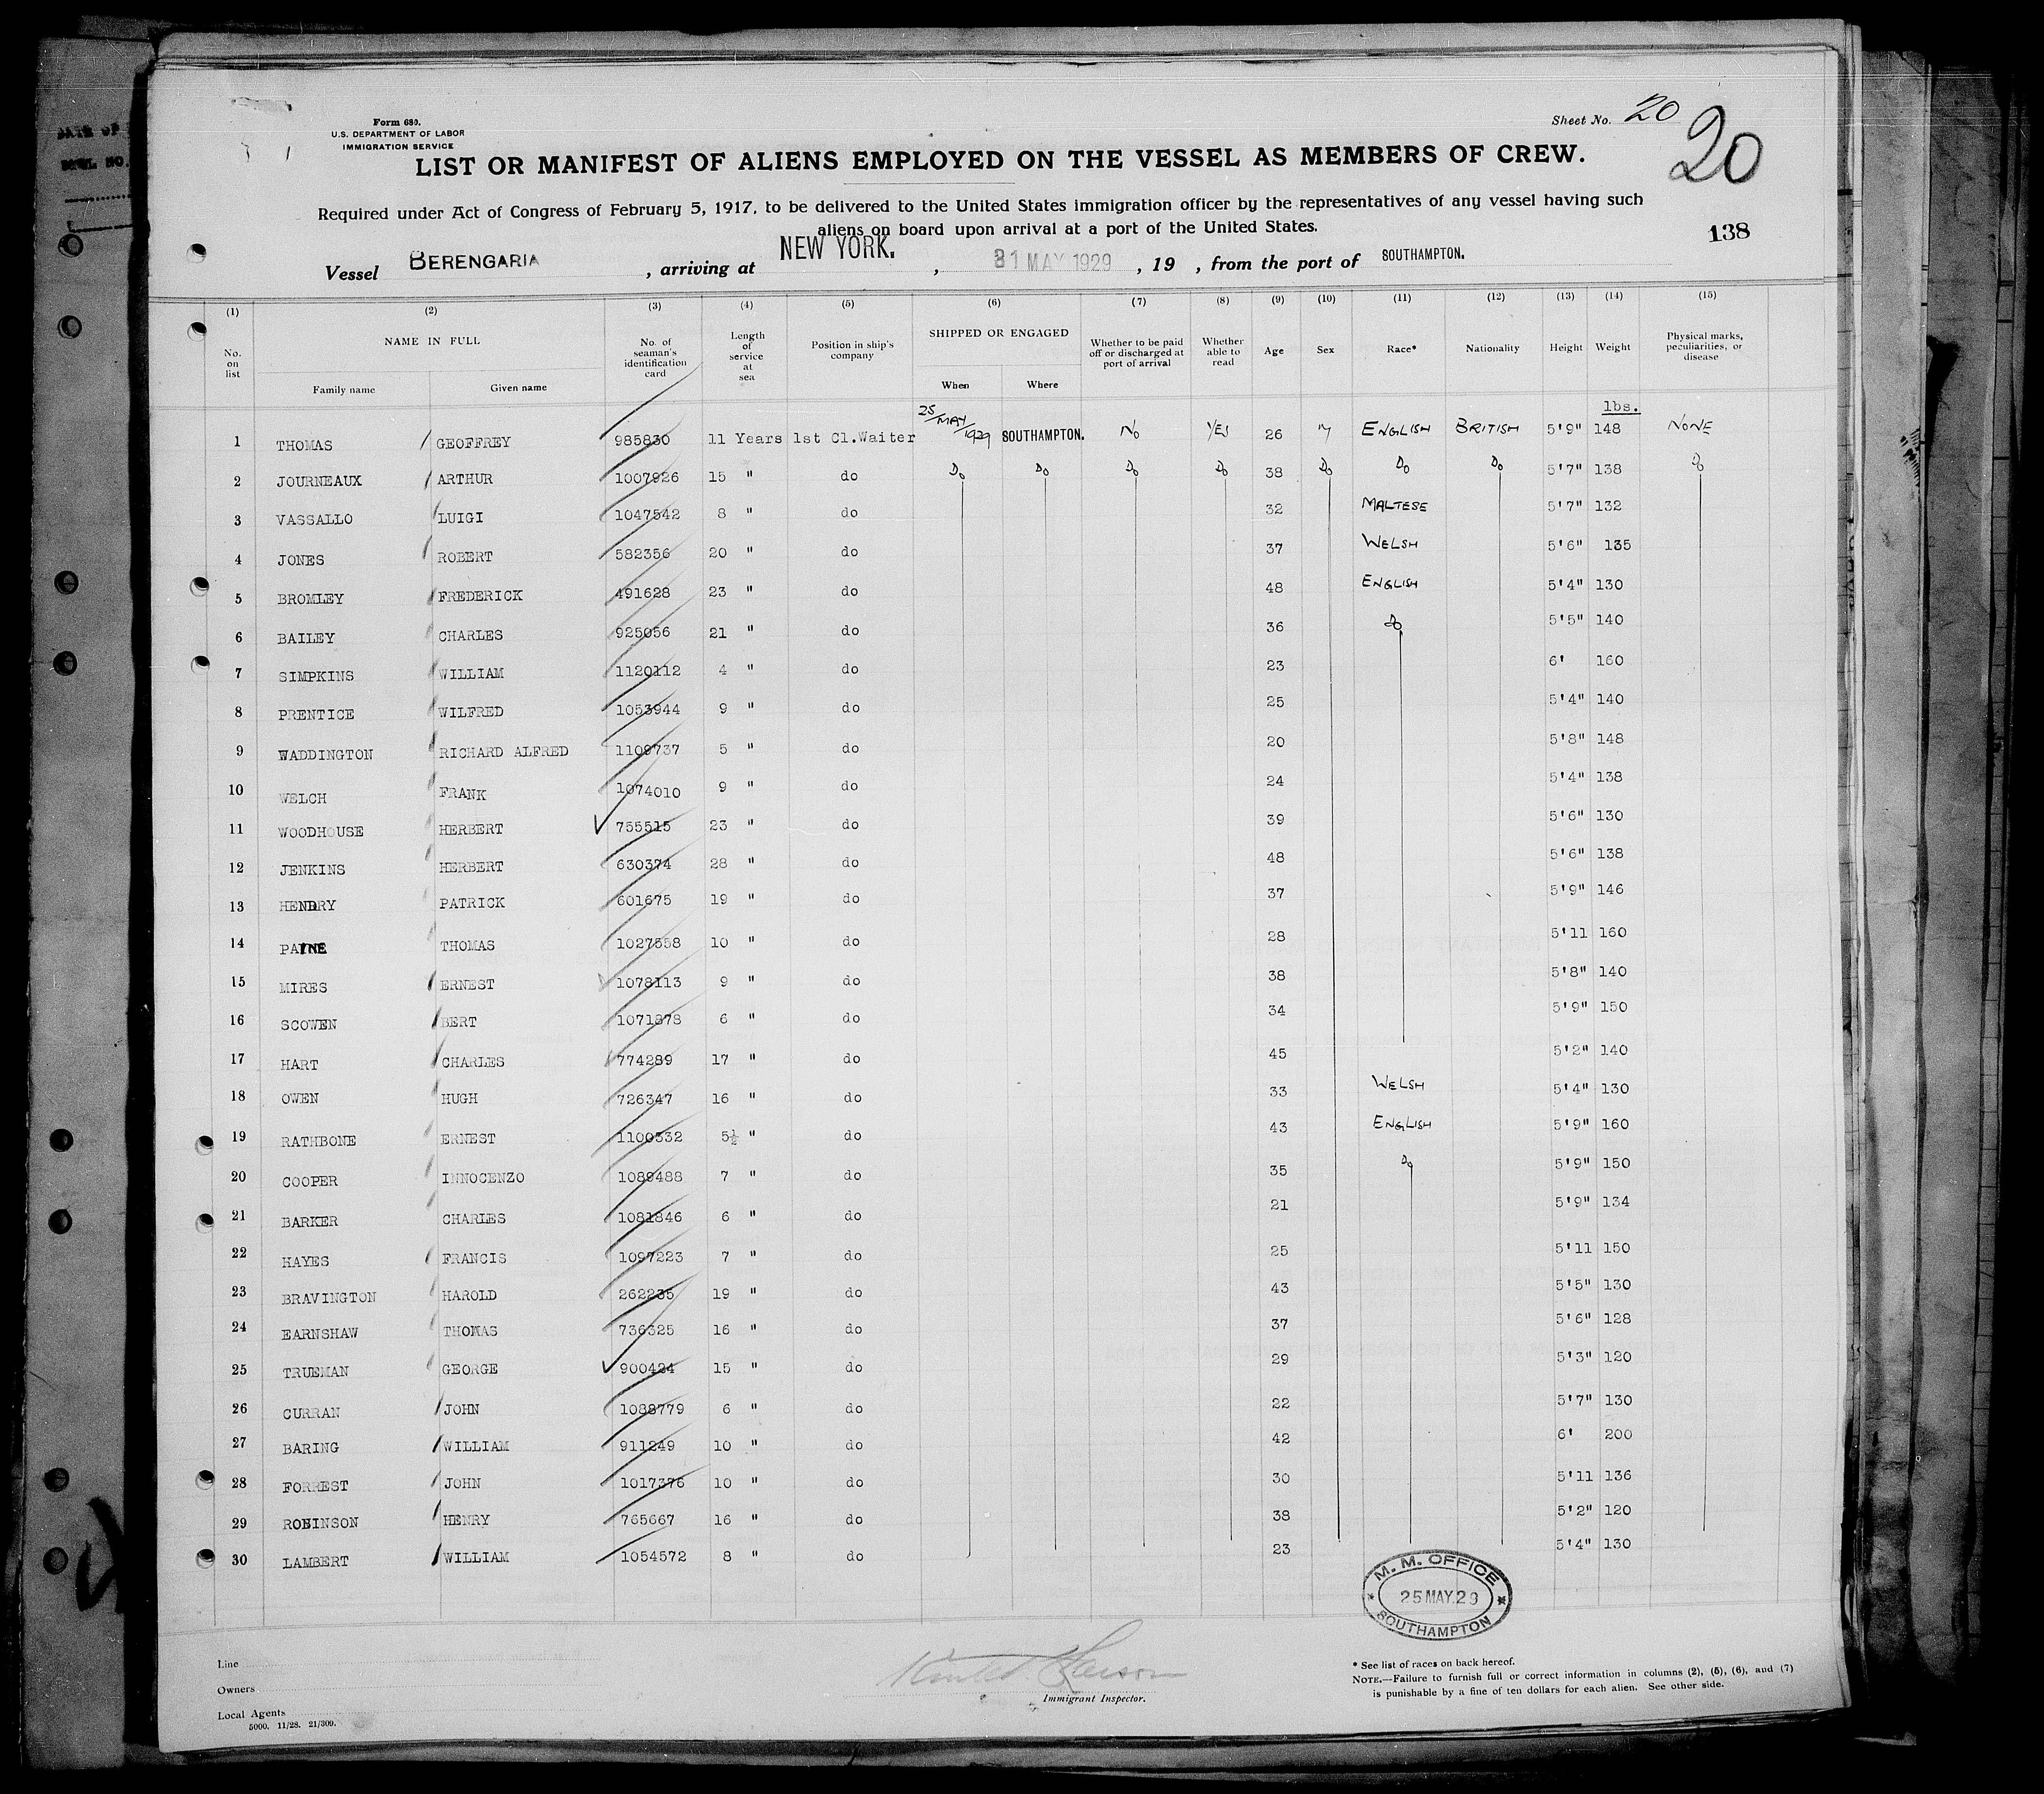 Form 680.
U.S. DEPARTMENT OF LABOR
IMMIGRATION SERVICE
Sheet No. 20
20
LIST OR MANIFEST OF ALIENS EMPLOYED ON THE VESSEL AS MEMBERS OF CREW.
Required under Act of Congress of February 5, 1917, to be delivered to the United States immigration officer by the representatives of any vessel having such
aliens on board upon arrival at a port of the United States.
138
Vessel BERENGARIA , arriving at NEW YORK. , 31 MAY 1929 , 19 , from the port of SOUTHAMPTON.
(1) (2) (3) (4) (5) (6) (7) (8) (9) (10) (11) (12) (13) (14) (15)
No. on list NAME IN FULL Family name Given name No. of seaman's identification card Length of service at sea Position in ship's company SHIPPED OR ENGAGED When Where Whether to be paid off or discharged at port of arrival Whether able to read Age Sex Race* Nationality Height Weight Physical marks, peculiarities, or disease
lbs.
1 THOMAS GEOFFREY 985830 11 Years 1st Cl.Waiter 25/MAY/1929 SOUTHAMPTON. NO YES 26 M ENGLISH BRITISH 5'9" 148 NONE
2 JOURNEAUX ARTHUR 1007926 15 " do Do Do Do Do 38 Do Do Do 5'7" 138 Do
3 VASSALLO LUIGI 1047542 8 " do 32 MALTESE 5'7" 132
4 JONES ROBERT 582356 20 " do 37 WELSH 5'6" 135
5 BROMLEY FREDERICK 491628 23 " do 48 ENGLISH 5'4" 130
6 BAILEY CHARLES 925056 21 " do 36 Do 5'5" 140
7 SIMPKINS WILLIAM 1120112 4 " do 23 6' 160
8 PRENTICE WILFRED 1053944 9 " do 25 5'4" 140
9 WADDINGTON RICHARD ALFRED 1109737 5 " do 20 5'8" 148
10 WELCH FRANK 1074010 9 " do 24 5'4" 138
11 WOODHOUSE HERBERT 755515 23 " do 39 5'6" 130
12 JENKINS HERBERT 630374 28 " do 48 5'6" 138
13 HENDRY PATRICK 601675 19 " do 37 5'9" 146
14 PAYNE THOMAS 1027558 10 " do 28 5'11 160
15 MIRES ERNEST 1078113 9 " do 38 5'8" 140
16 SCOWEN BERT 1071878 6 " do 34 5'9" 150
17 HART CHARLES 774289 17 " do 45 5'2" 140
18 OWEN HUGH 726347 16 " do 33 WELSH 5'4" 130
19 RATHBONE ERNEST 1100332 5½ " do 43 ENGLISH 5'9" 160
20 COOPER INNOCENZO 1089488 7 " do 35 Do 5'9" 150
21 BARKER CHARLES 1081846 6 " do 21 5'9" 134
22 HAYES FRANCIS 1097223 7 " do 25 5'11 150
23 BRAVINGTON HAROLD 262235 19 " do 43 5'5" 130
24 EARNSHAW THOMAS 736325 16 " do 37 5'6" 128
25 TRUEMAN GEORGE 900424 15 " do 29 5'3" 120
26 CURRAN JOHN 1088779 6 " do 22 5'7" 130
27 BARING WILLIAM 911249 10 " do 42 6' 200
28 FORREST JOHN 1017376 10 " do 30 5'11 136
29 ROBINSON HENRY 765667 16 " do 38 5'2" 120
30 LAMBERT WILLIAM 1054572 8 " do 23 5'4" 130
M. M. OFFICE
25 MAY.29
SOUTHAMPTON
Line
Owners
Local Agents
5000. 11/28. 21/309.
Larson
Immigrant Inspector.
* See list of races on back hereof.
NOTE.—Failure to furnish full or correct information in columns (2), (5), (6), and (7)
is punishable by a fine of ten dollars for each alien. See other side.